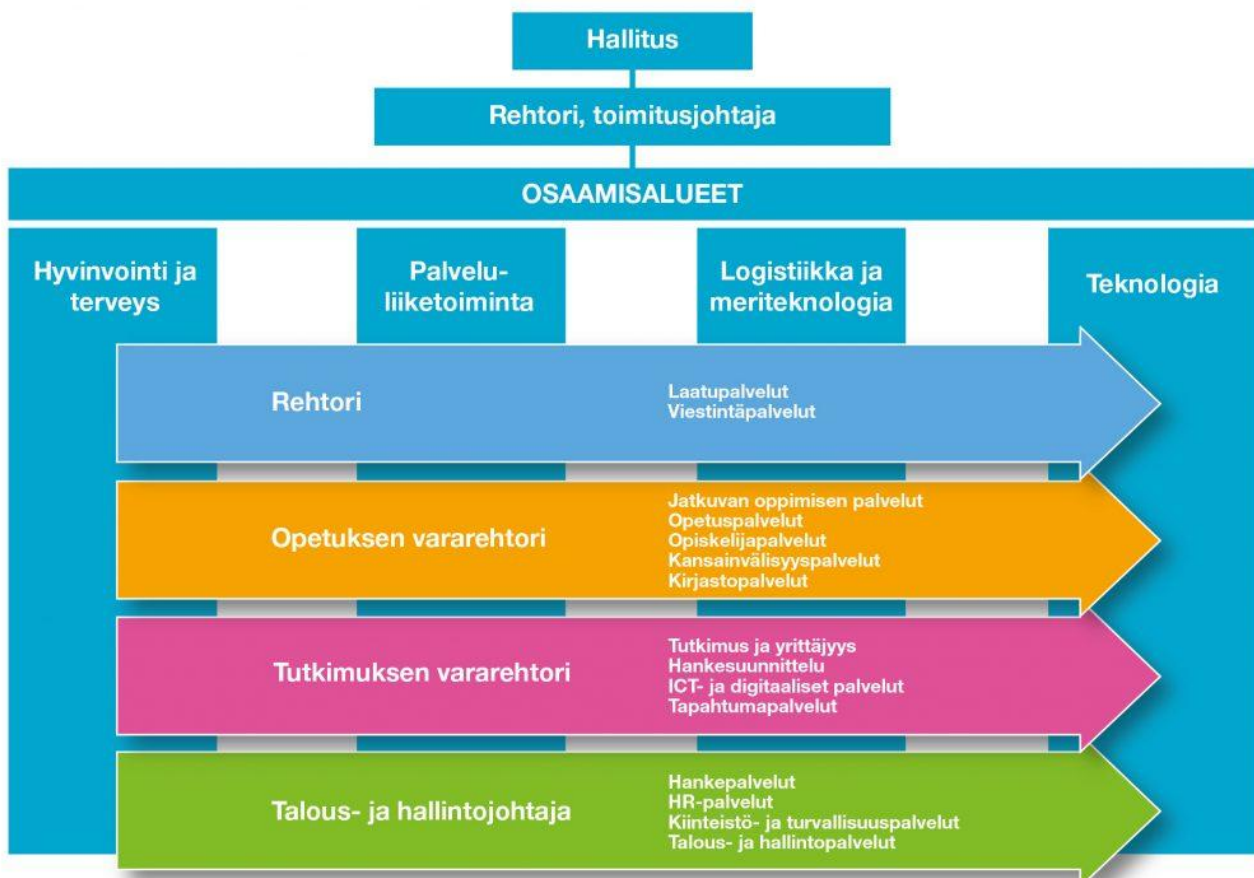 Hallitus
Rehtori, toimitusjohtaja
OSAAMISALUEET
Hyvinvointi ja
terveys
Palvelu-
liiketoiminta
Logistiikka ja
meriteknologia
Teknologia
Rehtori
Laatupalvelut
Viestintäpalvelut
Opetuksen vararehtori
Jatkuvan oppimisen palvelut
Opetuspalvelut
Opiskelijapalvelut
Kansainvälisyyspalvelut
Kirjastopalvelut
Tutkimuksen vararehtori
Tutkimus ja yrittäjyys
Hankesuunnittelu
ICT- ja digitaaliset palvelut
Tapahtumapalvelut
Talous- ja hallintojohtaja
Hankepalvelut
HR-palvelut
Kiinteistö- ja turvallisuuspalvelut
Talous- ja hallintopalvelut